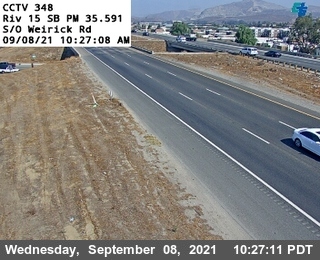 CCTV 348
Riv 15 SB PM 35.591
S/O Weirick Rd
09/08/21 10:27:08 AM
Wednesday, September 08, 2021 10:27:11 PDT